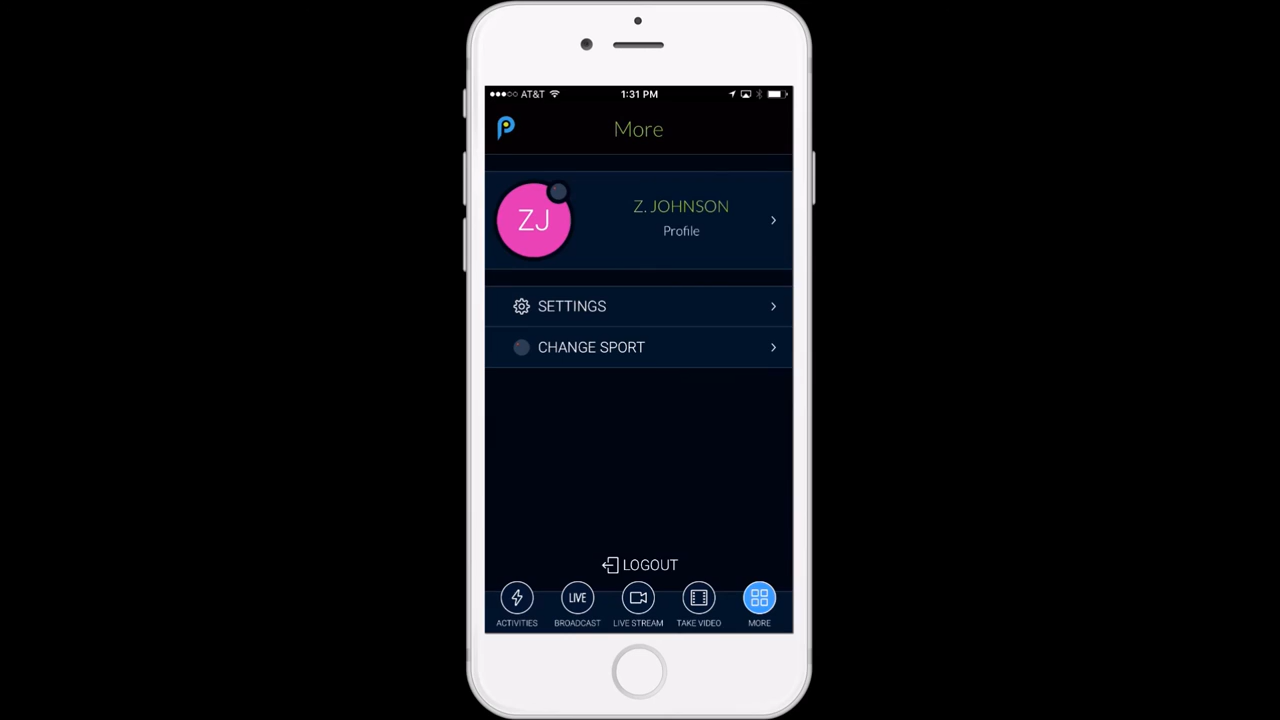 AT&T 1:31 PM
More
ZJ
Z. JOHNSON
Profile
SETTINGS
CHANGE SPORT
LOGOUT
LIVE
ACTIVITIES BROADCAST LIVE STREAM TAKE VIDEO MORE